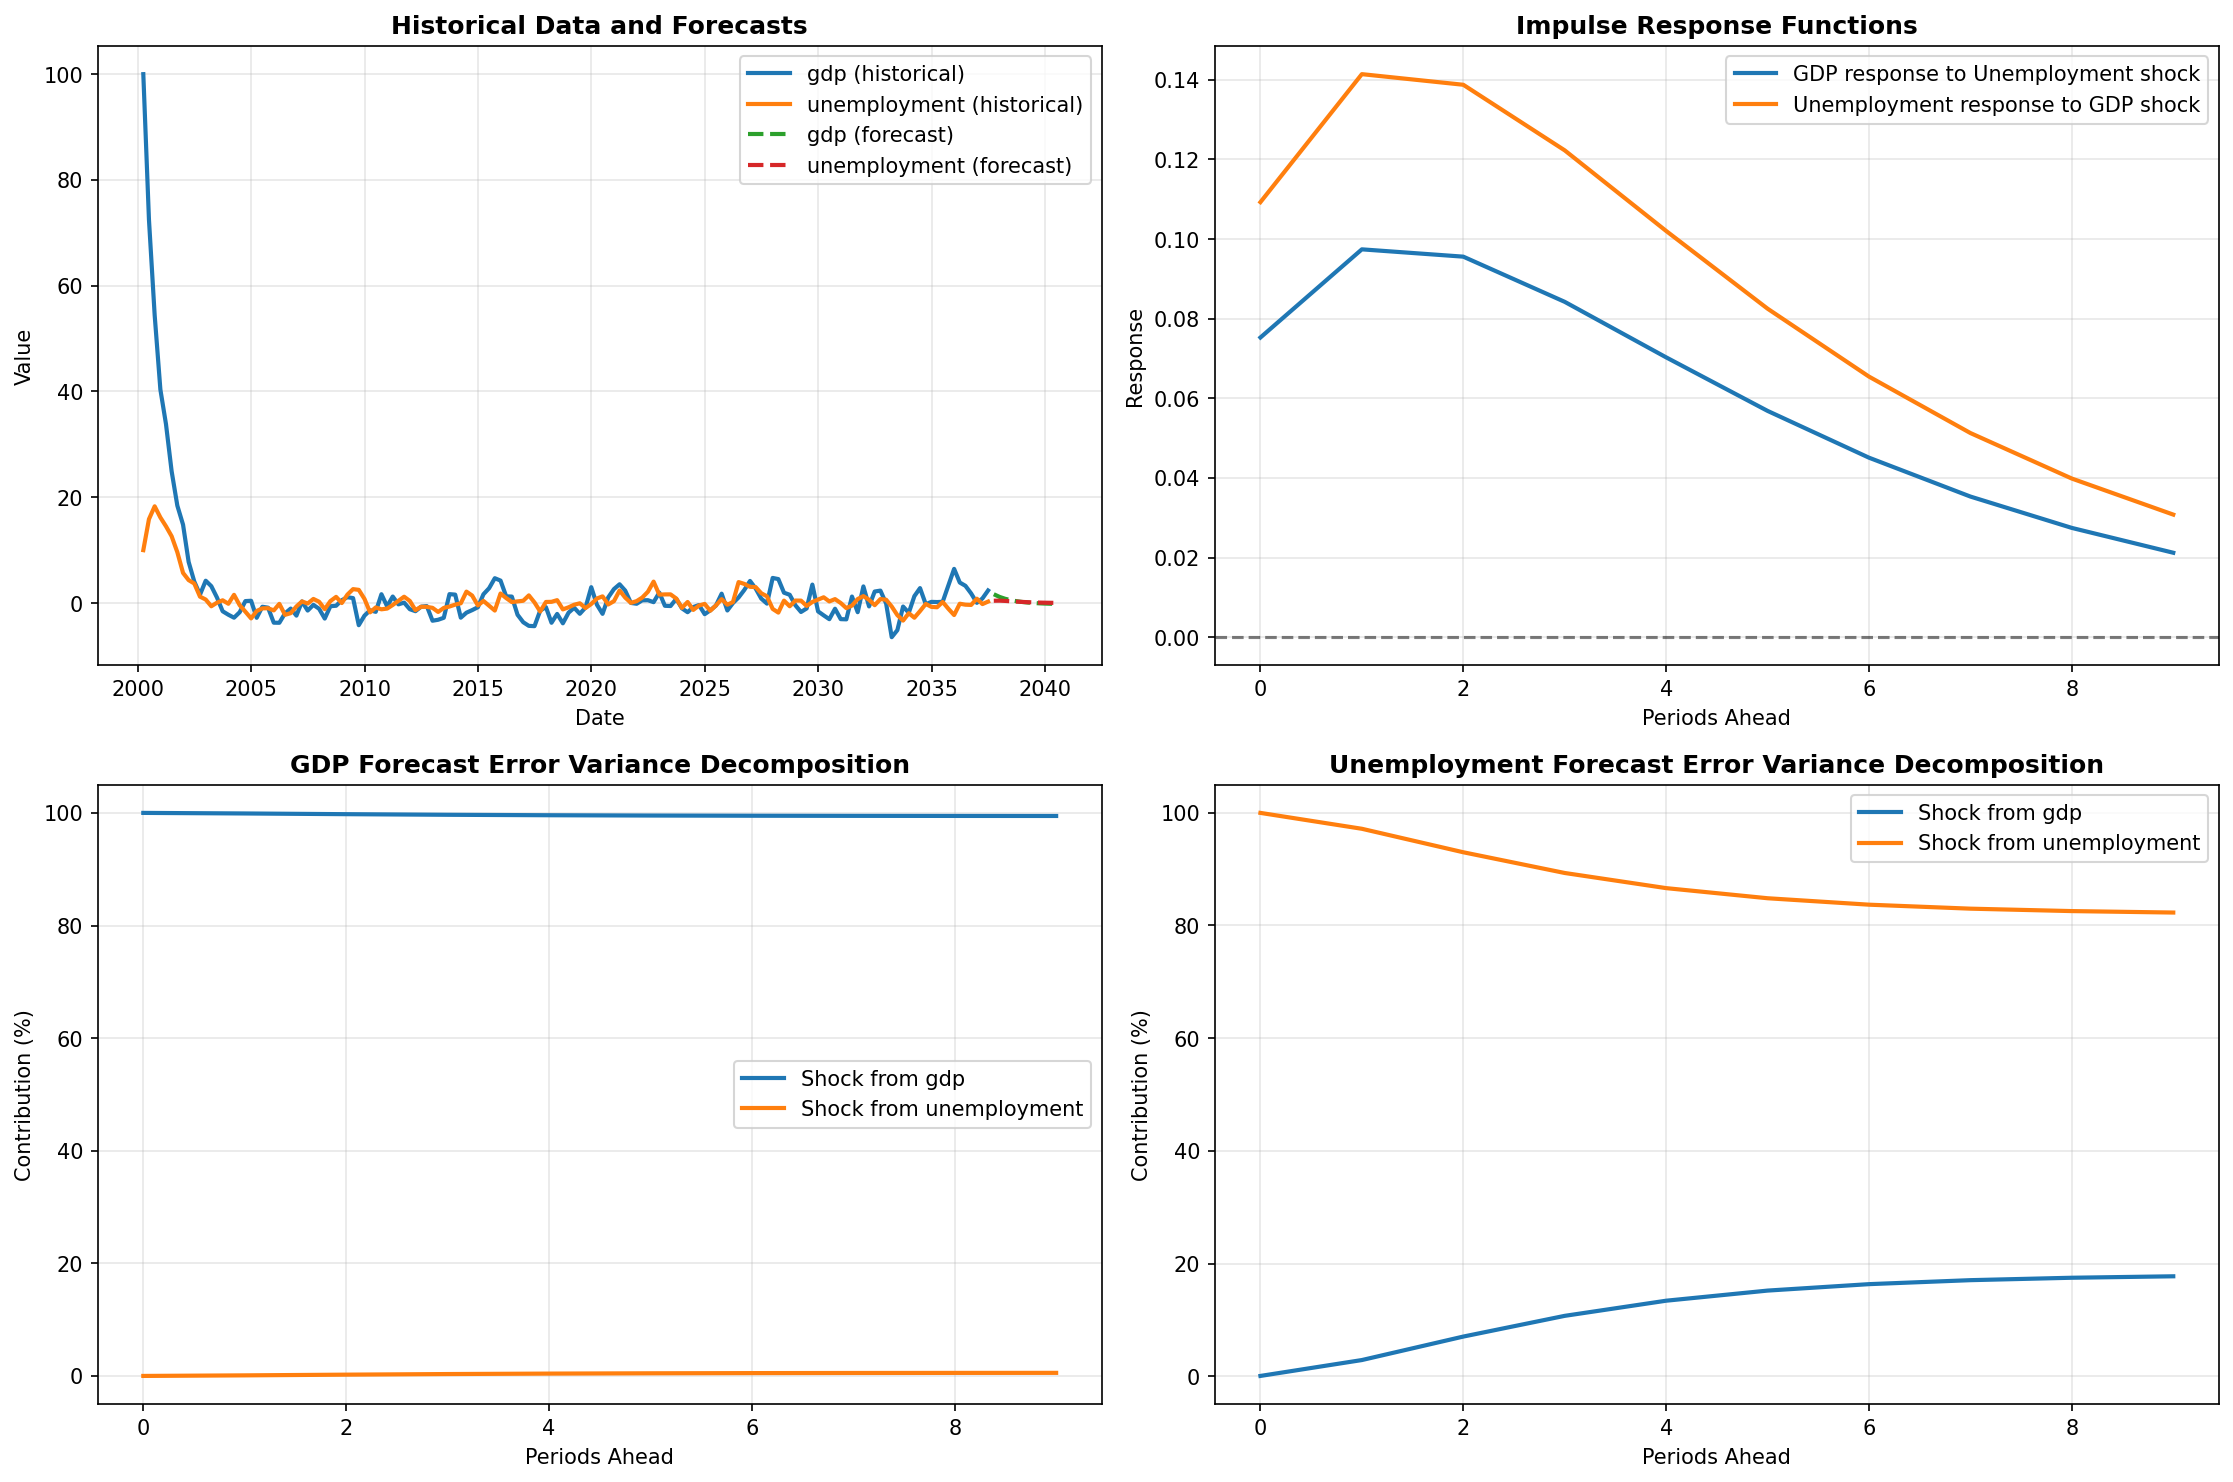 Historical Data and Forecasts
100
80
60
40
20
0
Value
2000 2005 2010 2015 2020 2025 2030 2035 2040
Date
gdp (historical)
unemployment (historical)
gdp (forecast)
unemployment (forecast)
Impulse Response Functions
0.14
0.12
0.10
0.08
0.06
0.04
0.02
0.00
Response
0 2 4 6 8
Periods Ahead
GDP response to Unemployment shock
Unemployment response to GDP shock
GDP Forecast Error Variance Decomposition
100
80
60
40
20
0
Contribution (%)
0 2 4 6 8
Periods Ahead
Shock from gdp
Shock from unemployment
Unemployment Forecast Error Variance Decomposition
100
80
60
40
20
0
Contribution (%)
0 2 4 6 8
Periods Ahead
Shock from gdp
Shock from unemployment